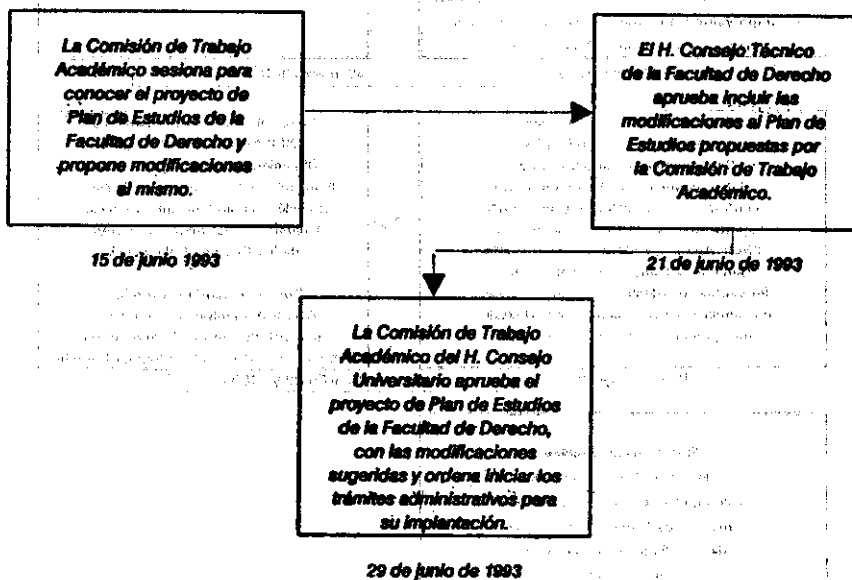 La Comisión de Trabajo
Académico sesiona para
conocer el proyecto de
Plan de Estudios de la
Facultad de Derecho y
propone modificaciones
al mismo.
15 de junio 1993
El H. Consejo Técnico
de la Facultad de Derecho
aprueba incluir las
modificaciones al Plan de
Estudios propuestas por
la Comisión de Trabajo
Académico.
21 de junio de 1993
La Comisión de Trabajo
Académico del H. Consejo
Universitario aprueba el
proyecto de Plan de Estudios
de la Facultad de Derecho,
con las modificaciones
sugeridas y ordena iniciar los
trámites administrativos para
su implantación.
29 de junio de 1993